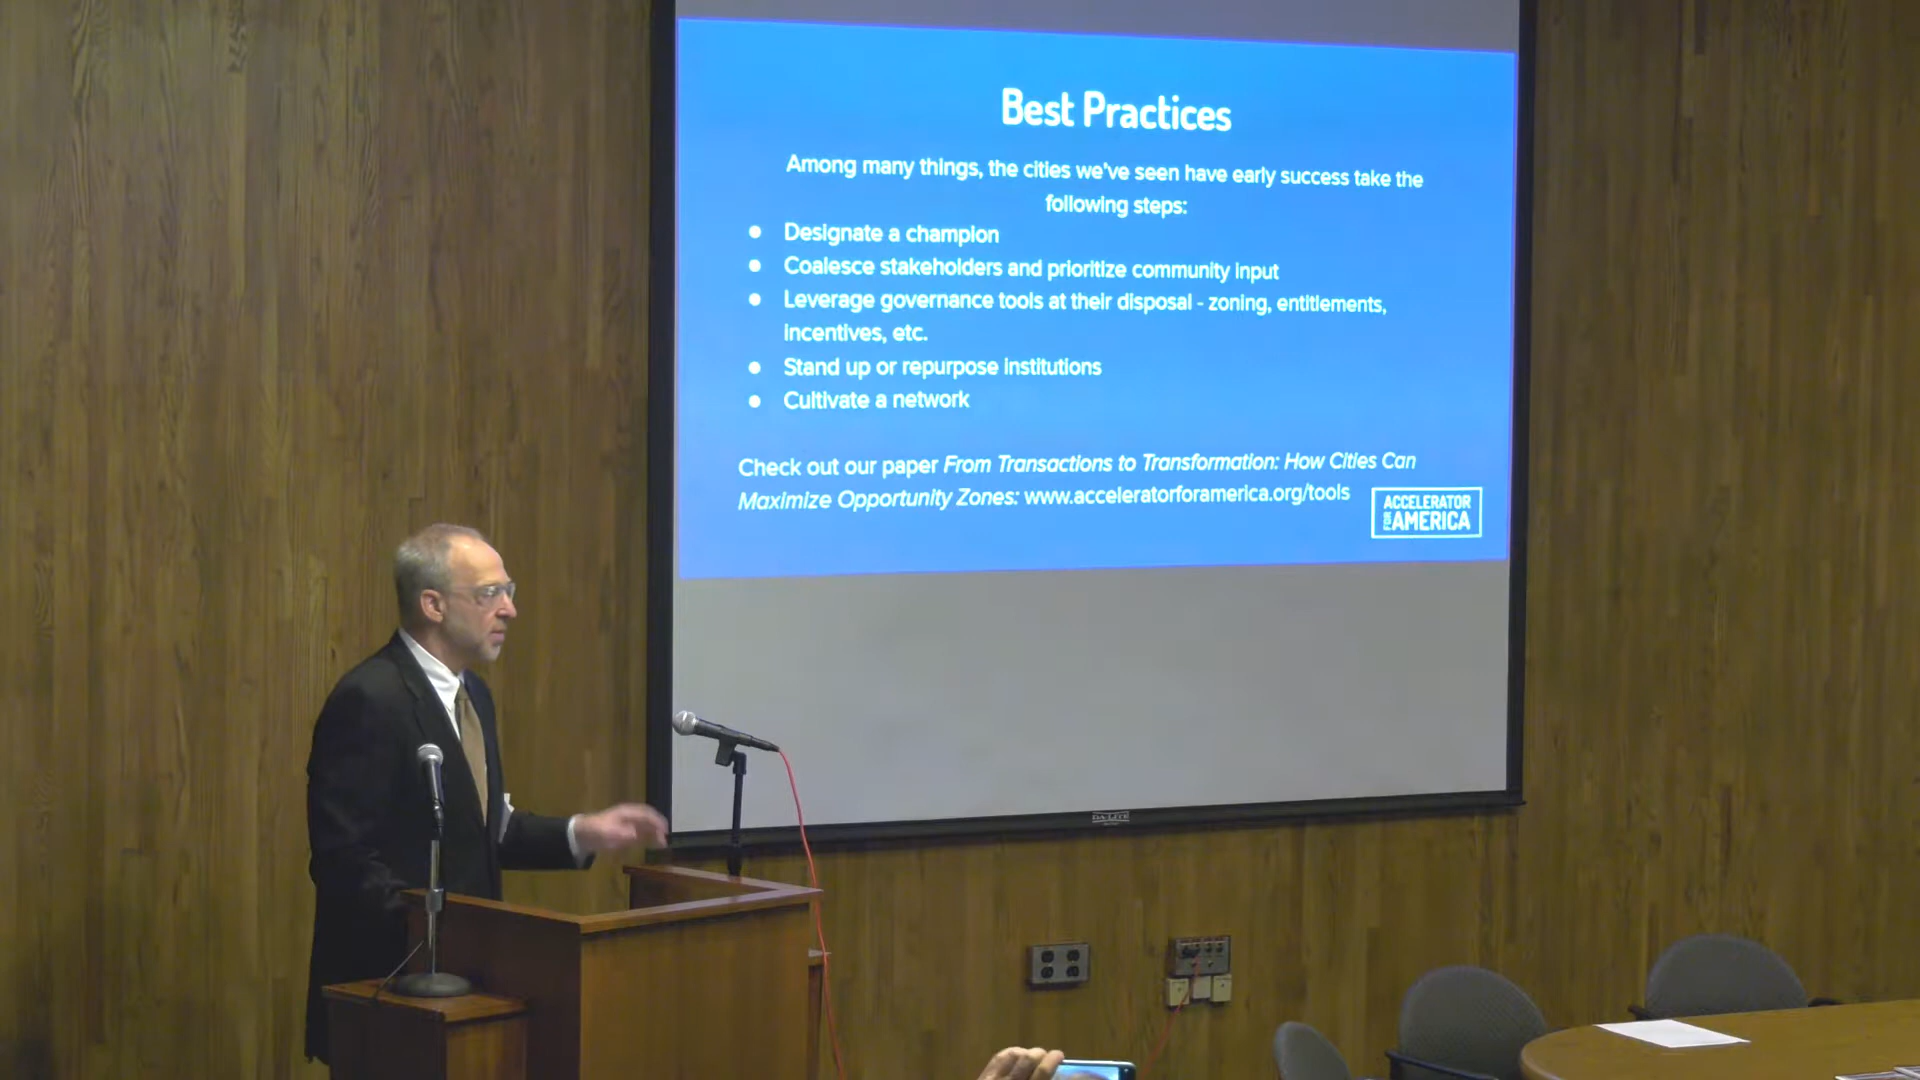 Best Practices
Among many things, the cities we've seen have early success take the
following steps:
● Designate a champion
● Coalesce stakeholders and prioritize community input
● Leverage governance tools at their disposal - zoning, entitlements,
incentives, etc.
● Stand up or repurpose institutions
● Cultivate a network
Check out our paper From Transactions to Transformation: How Cities Can
Maximize Opportunity Zones: www.acceleratorforamerica.org/tools
ACCELERATOR
FOR AMERICA
DA-LITE